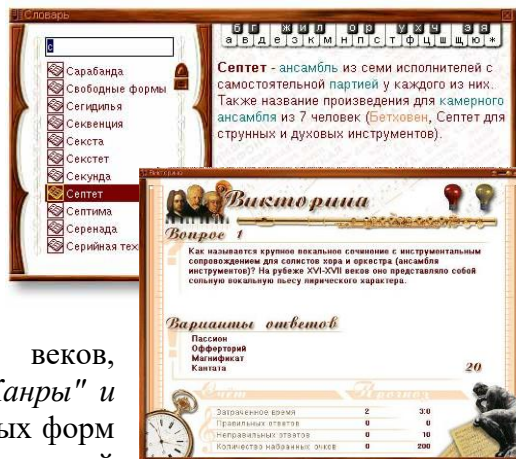 Словарь
с
Сарабанда
Свободные формы
Сегидилья
Секвенция
Секста
Секстет
Секунда
Септет
Септима
Серенада
Серийная тех
б г ж и л о р у х ч э я
а в д е з к м н п с т ф ц ш щ ю *
Септет - ансамбль из семи исполнителей с
самостоятельной партией у каждого из них.
Также название произведения для камерного
ансамбля из 7 человек (Бетховен, Септет для
струнных и духовых инструментов).
Викторина
Викторина
Вопрос 1
Как называется крупное вокальное сочинение с инструментальным
сопровождением для солистов хора и оркестра (ансамбля
инструментов)? На рубеже XVI-XVII веков оно представляло собой
сольную вокальную пьесу лирического характера.
Варианты ответов
Пассион
Офферторий
Магнификат
Кантата
20
Счёт Прогноз
Затраченное время 2 3:0
Правильных ответов 0 0
Неправильных ответов 0 10
Количество набранных очков 0 200
веков,
Жанры" и
ых форм